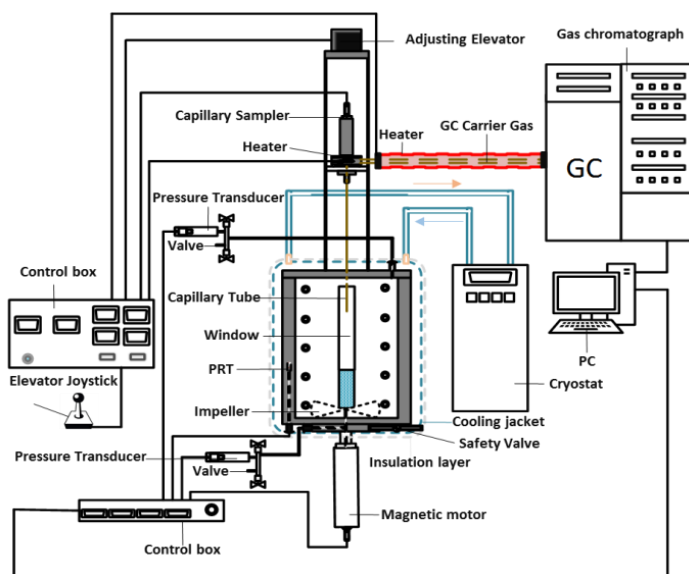 Adjusting Elevator
Gas chromatograph
Capillary Sampler
Heater
Heater
GC Carrier Gas
GC
Pressure Transducer
Valve
Control box
Capillary Tube
Window
PRT
Impeller
Elevator Joystick
PC
Cryostat
Cooling jacket
Safety Valve
Pressure Transducer
Valve
Insulation layer
Magnetic motor
Control box